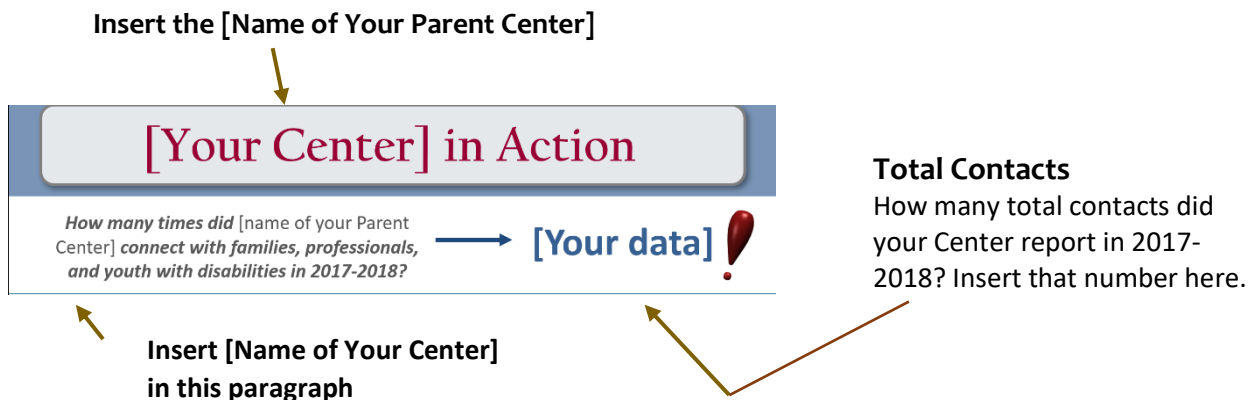 Insert the [Name of Your Parent Center]
[Your Center] in Action
How many times did [name of your Parent
Center] connect with families, professionals,
and youth with disabilities in 2017-2018?
[Your data]!
Total Contacts
How many total contacts did
your Center report in 2017-
2018? Insert that number here.
Insert [Name of Your Center]
in this paragraph